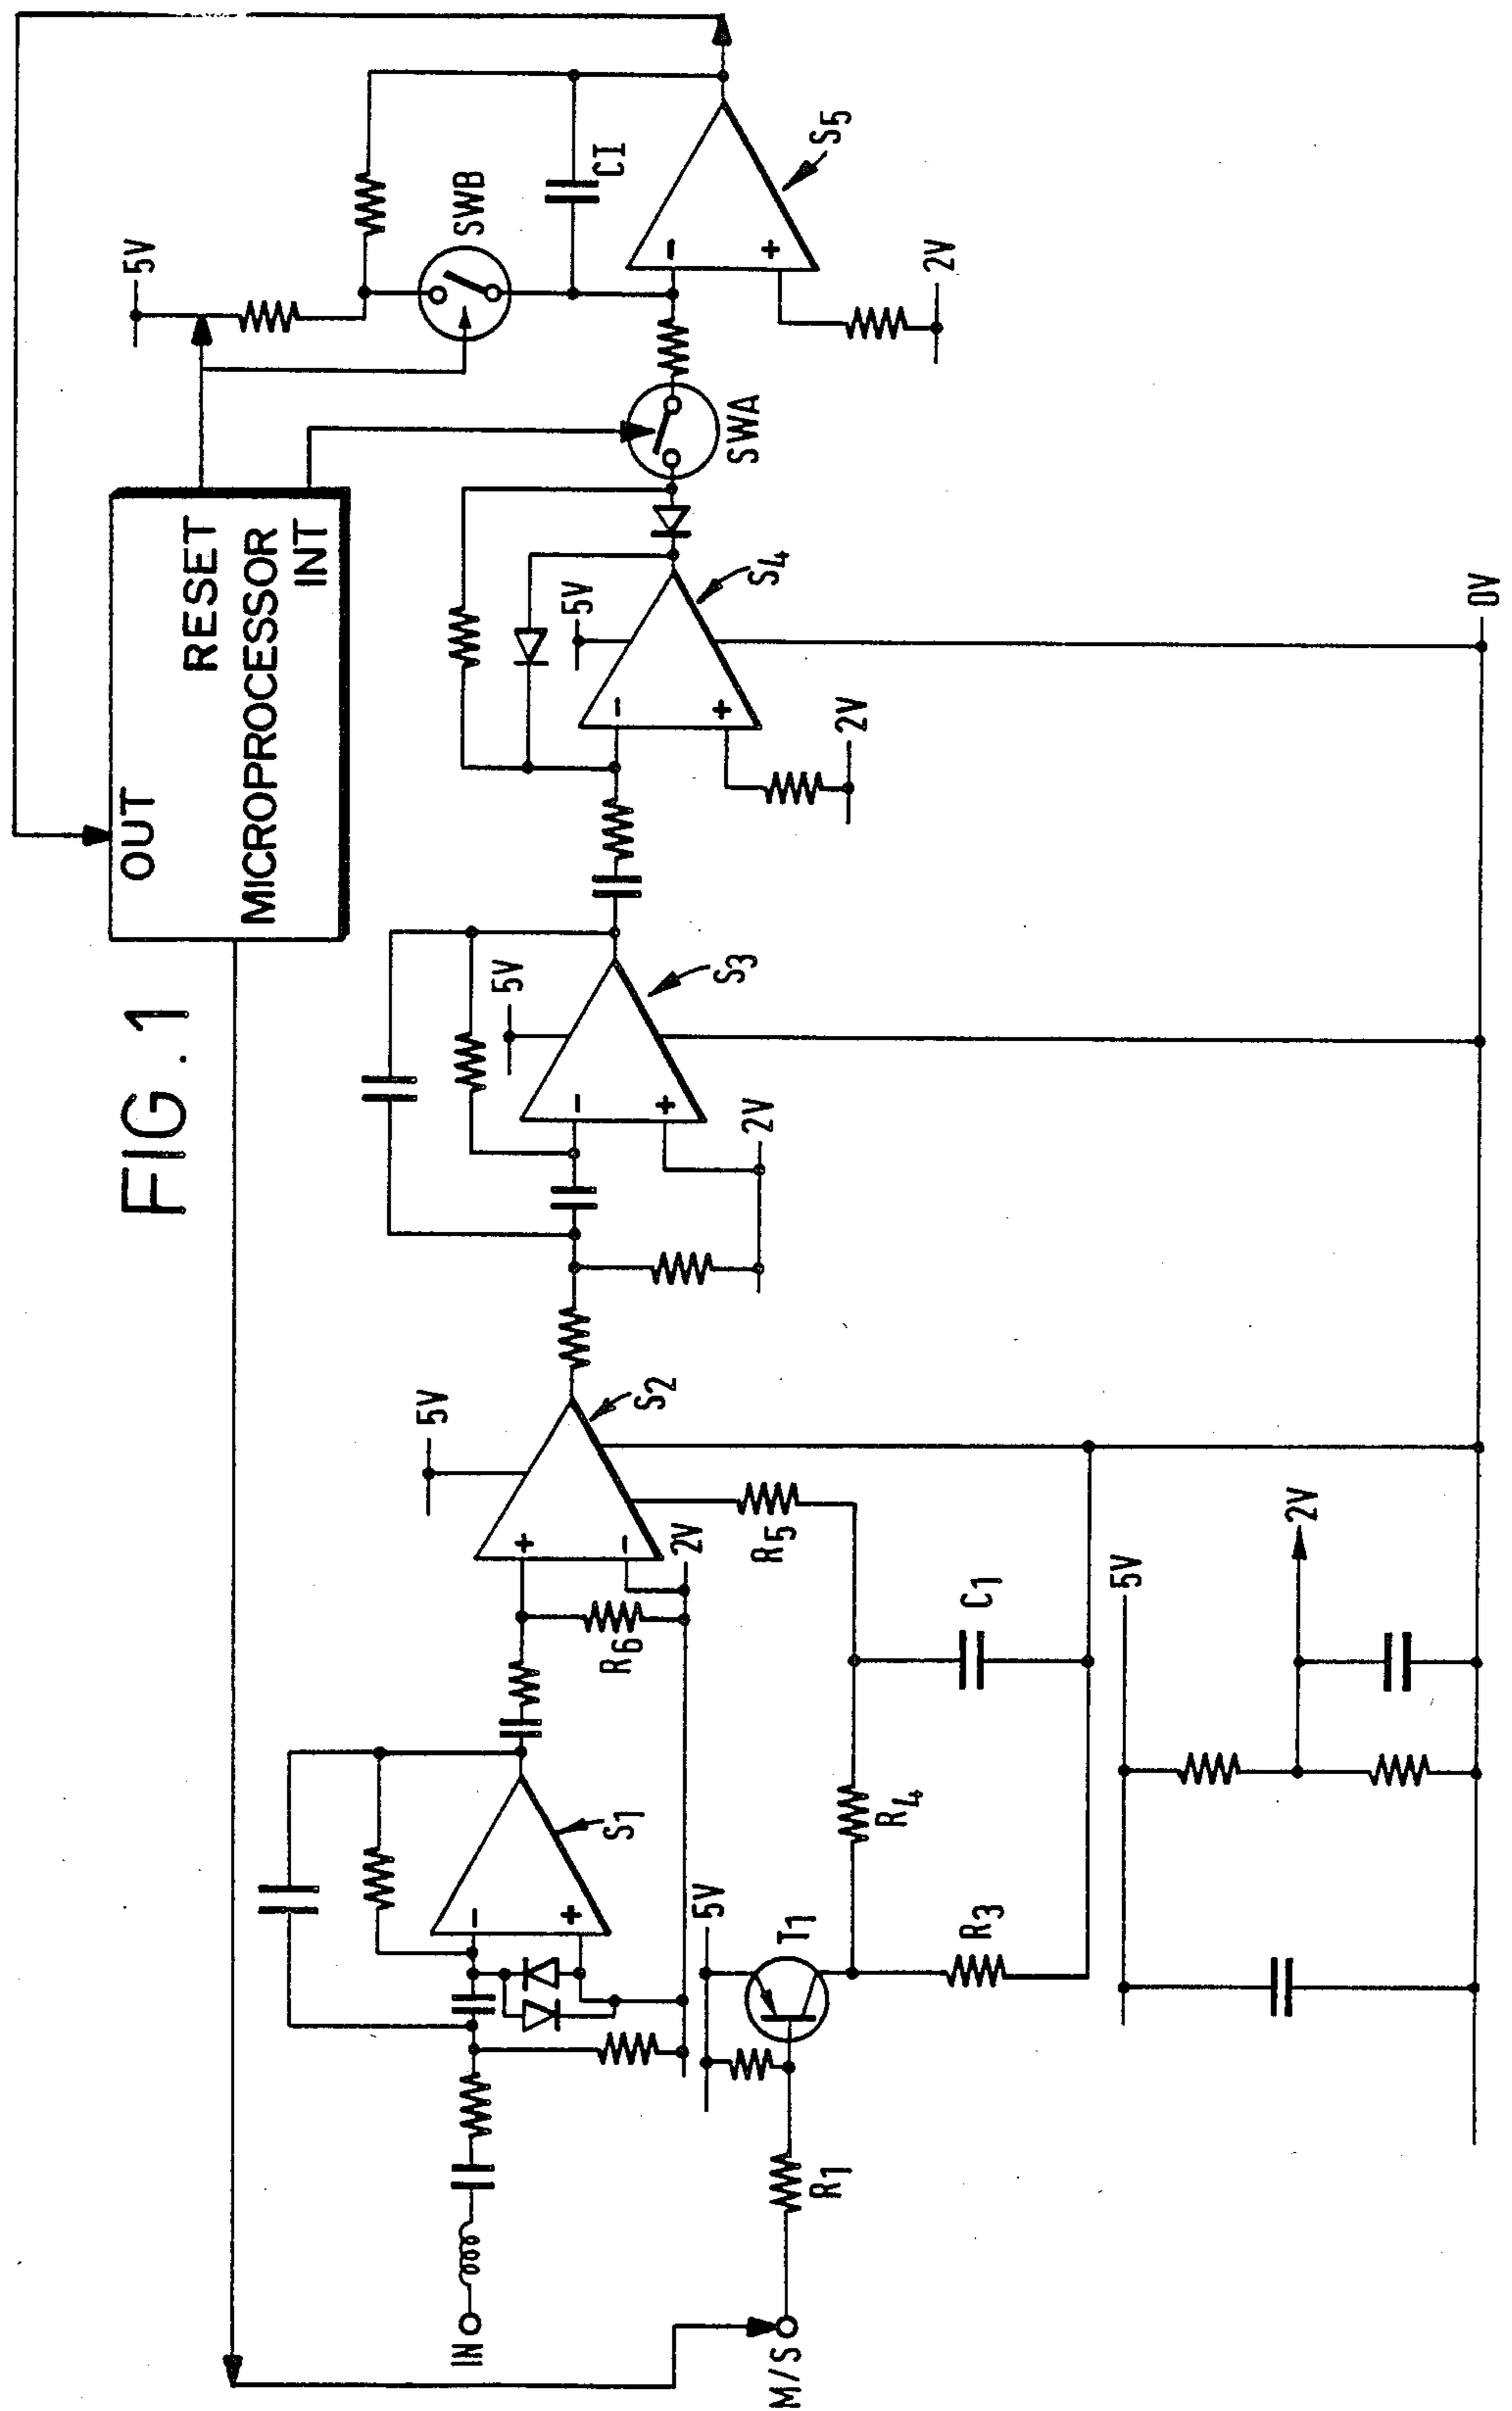 FIG. 1
OUT
RESET
MICROPROCESSOR
INT
5V
SWB
CI
S5
2V
SWA
5V
S4
2V
5V
S3
2V
5V
S2
2V
R5
R6
S1
IN
M/S
R1
5V
T1
R3
R4
C1
5V
2V
0V